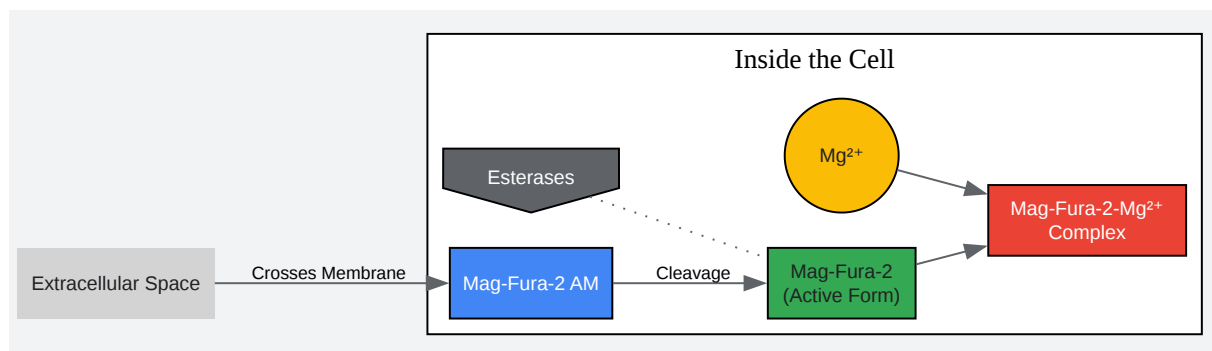 Inside the Cell
Mg²⁺
Esterases
Mag-Fura-2-Mg²⁺
Complex
Extracellular Space
Crosses Membrane
Mag-Fura-2 AM
Cleavage
Mag-Fura-2
(Active Form)